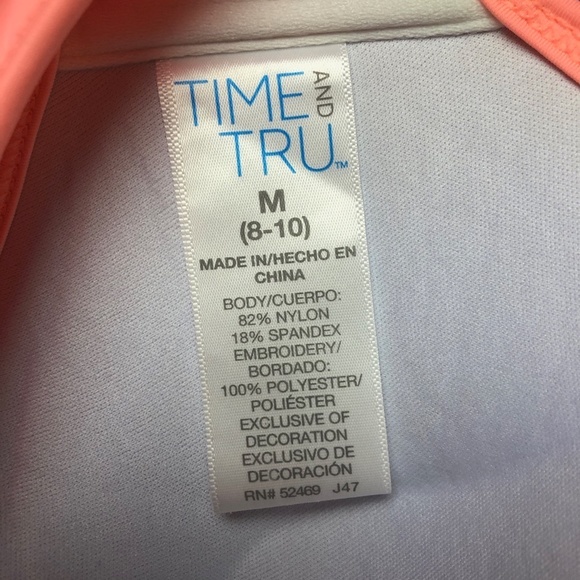 TIME AND
TRU™
M
(8-10)
MADE IN/HECHO EN
CHINA
BODY/CUERPO:
82% NYLON
18% SPANDEX
EMBROIDERY/
BORDADO:
100% POLYESTER/
POLIÉSTER
EXCLUSIVE OF
DECORATION
EXCLUSIVO DE
DECORACIÓN
RN# 52469 J47